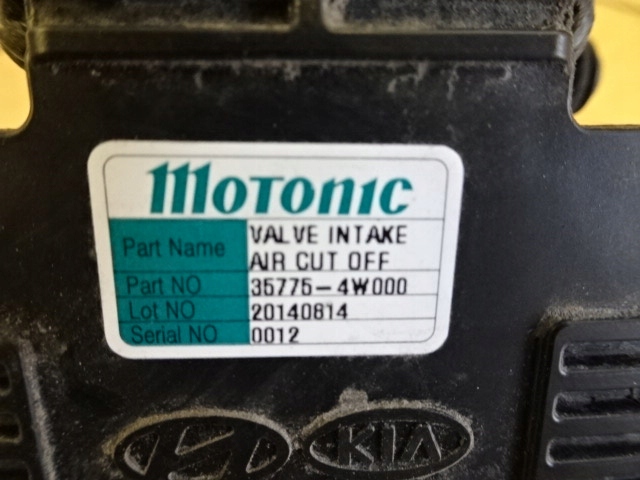 MOTONIC
Part Name VALVE INTAKE
AIR CUT OFF
Part NO 35775-4W000
Lot NO 20140814
Serial NO 0012
KIA